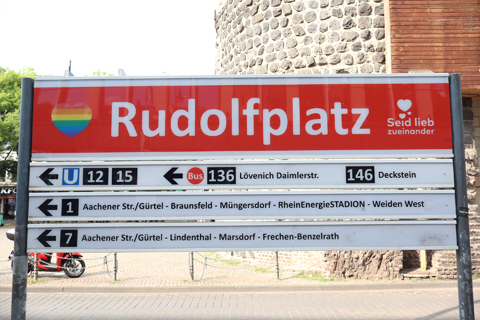 Rudolfplatz
Seid lieb
zueinander
U 12 15 Bus 136 Lövenich Daimlerstr. 146 Deckstein
1 Aachener Str./Gürtel - Braunsfeld - Müngersdorf - RheinEnergieSTADION - Weiden West
7 Aachener Str./Gürtel - Lindenthal - Marsdorf - Frechen-Benzelrath